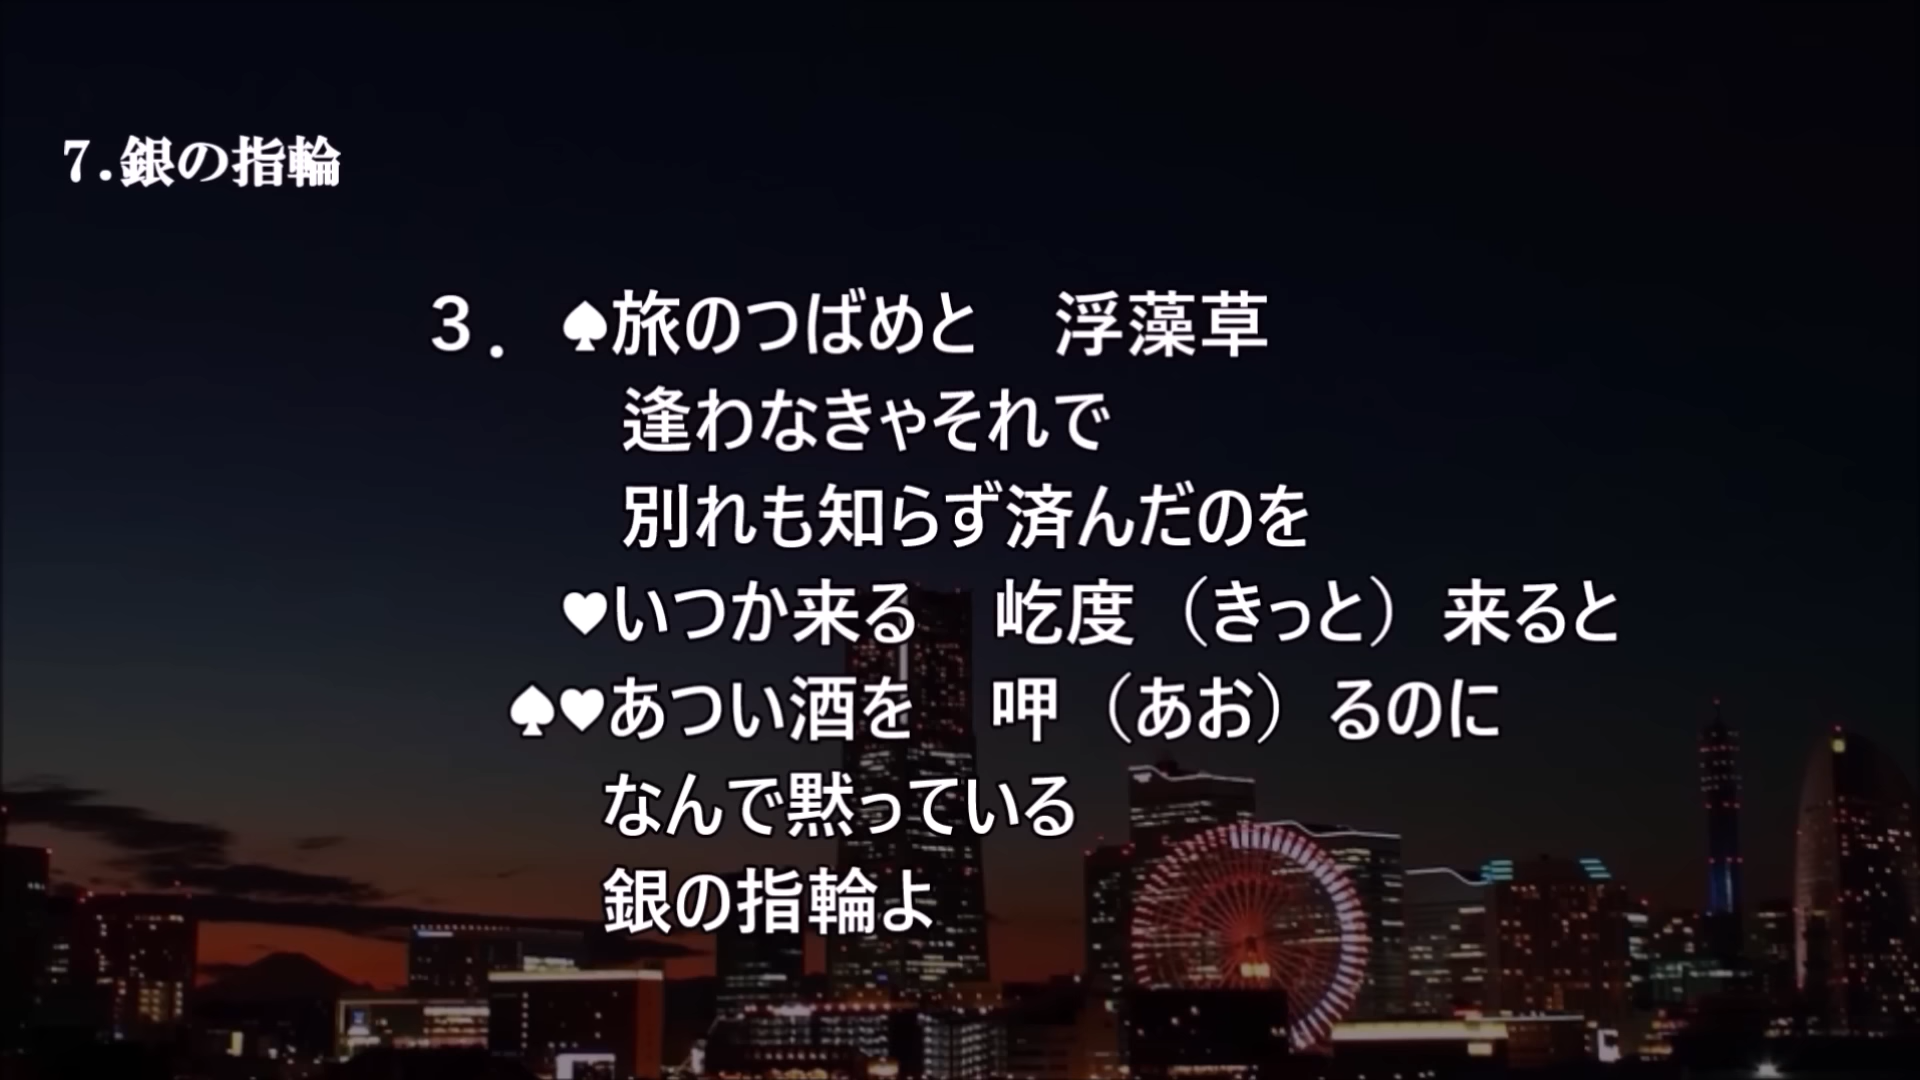 7.銀の指輪
3．♠旅のつばめと　浮藻草
逢わなきゃそれで
別れも知らず済んだのを
♥いつか来る　屹度（きっと）来ると
♠♥あつい酒を　呷（あお）るのに
なんで黙っている
銀の指輪よ